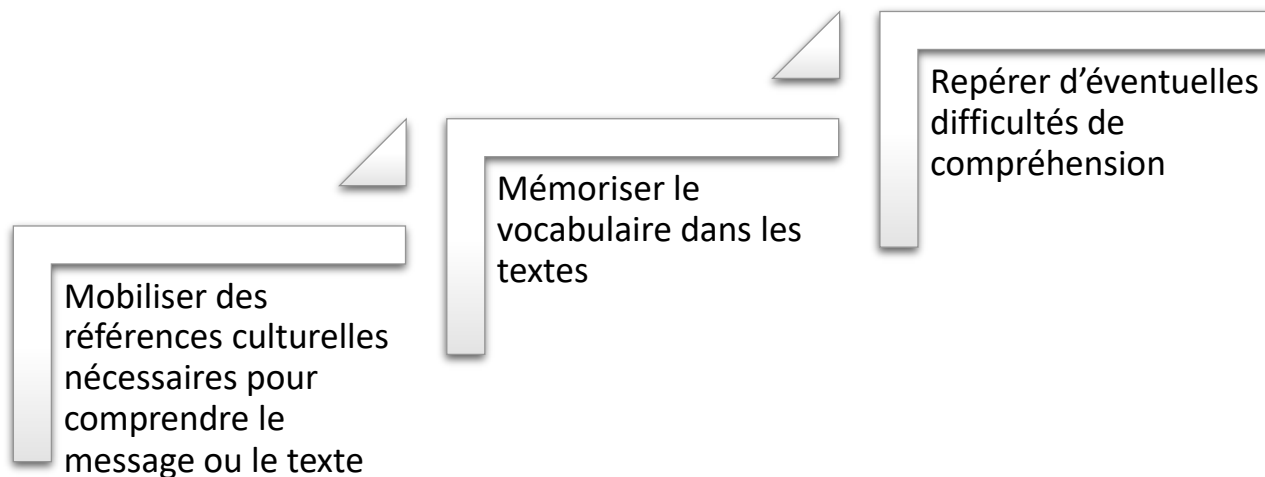 Mobiliser des
références culturelles
nécessaires pour
comprendre le
message ou le texte
Mémoriser le
vocabulaire dans les
textes
Repérer d’éventuelles
difficultés de
compréhension